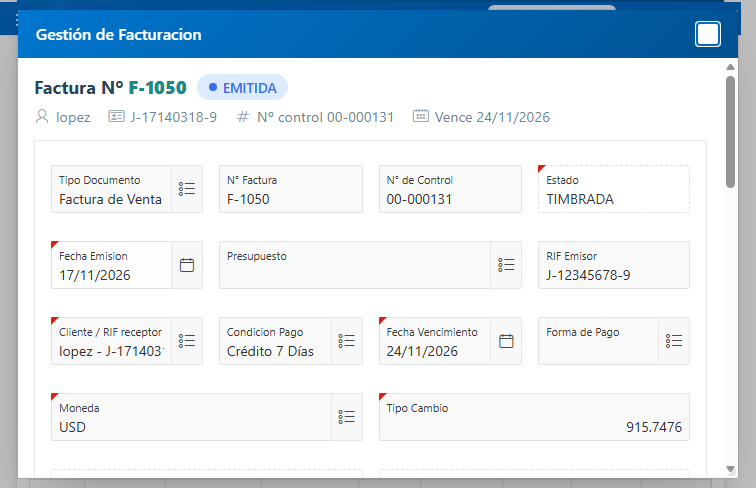 Gestión de Facturacion
Factura Nº F-1050 EMITIDA
lopez J-17140318-9 # Nº control 00-000131 Vence 24/11/2026
Tipo Documento N° Factura N° de Control Estado
Factura de Venta F-1050 00-000131 TIMBRADA
Fecha Emision Presupuesto RIF Emisor
17/11/2026 J-12345678-9
Cliente / RIF receptor Condicion Pago Fecha Vencimiento Forma de Pago
lopez - J-171403 Crédito 7 Días 24/11/2026
Moneda Tipo Cambio
USD 915.7476